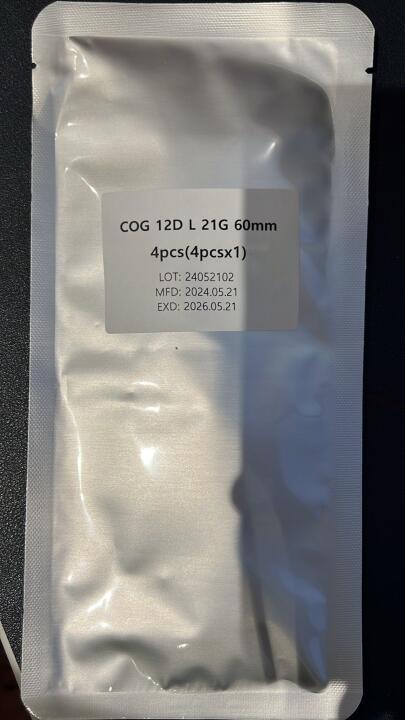 COG 12D L 21G 60mm
4pcs(4pcsx1)
LOT: 24052102
MFD: 2024.05.21
EXD: 2026.05.21